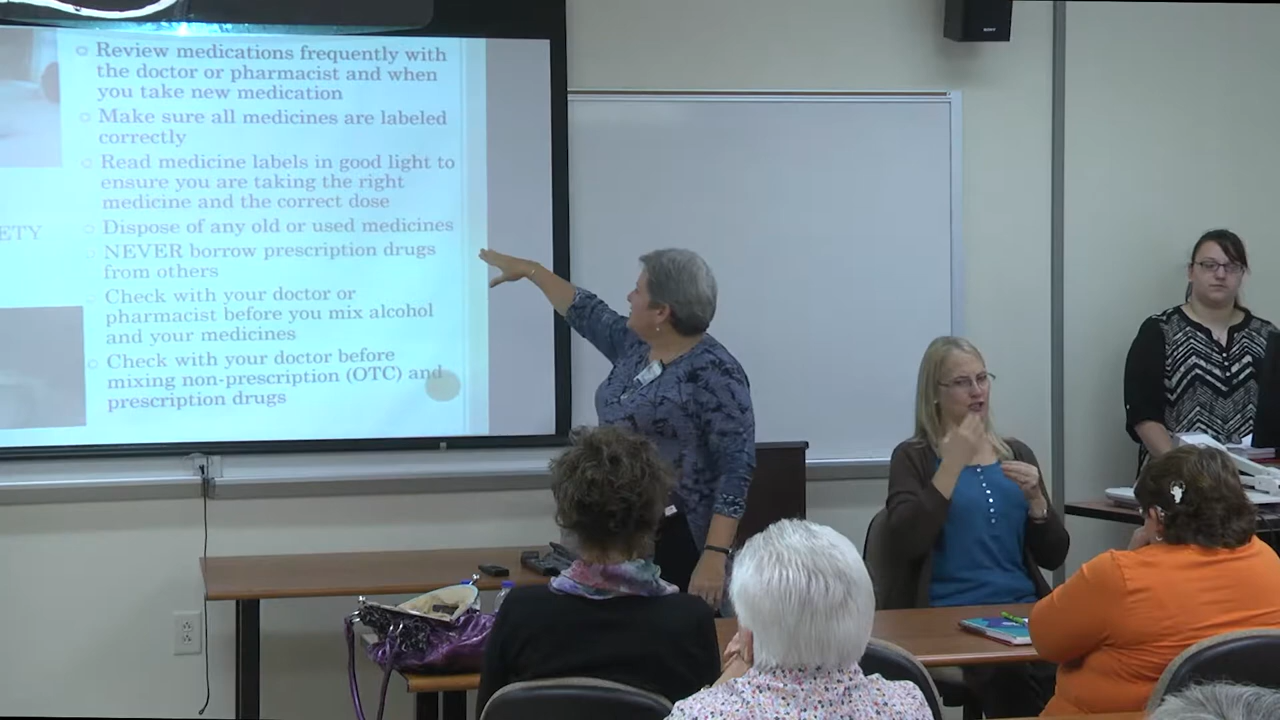 Review medications frequently with
the doctor or pharmacist and when
you take new medication
Make sure all medicines are labeled
correctly
Read medicine labels in good light to
ensure you are taking the right
medicine and the correct dose
Dispose of any old or used medicines
ETY
NEVER borrow prescription drugs
from others
Check with your doctor or
pharmacist before you mix alcohol
and your medicines
Check with your doctor before
mixing non-prescription (OTC) and
prescription drugs
SONY